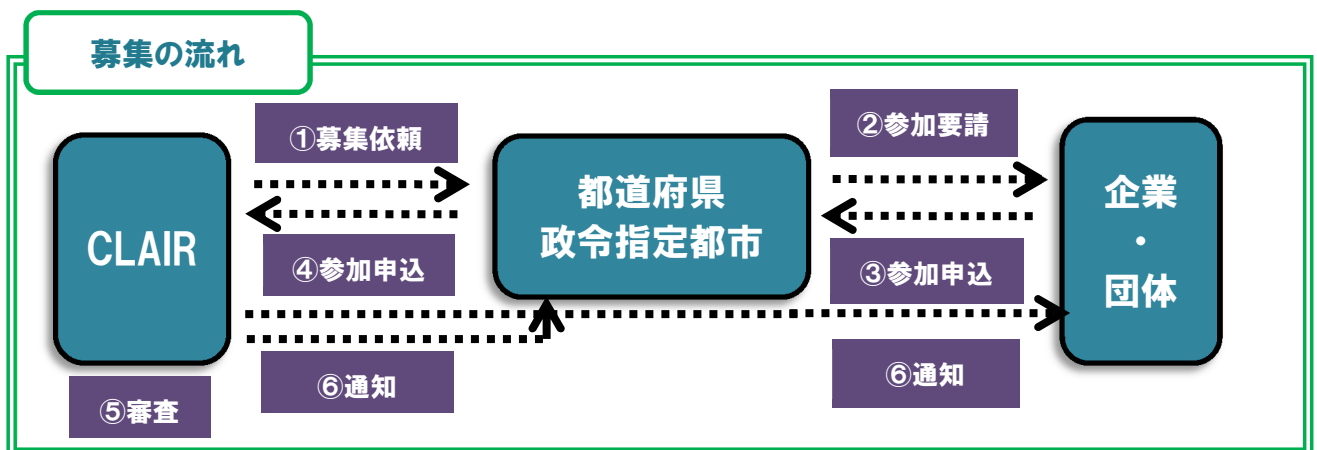 募集の流れ
①募集依頼
②参加要請
CLAIR
都道府県
政令指定都市
企業
・
団体
④参加申込
③参加申込
⑥通知
⑥通知
⑤審査